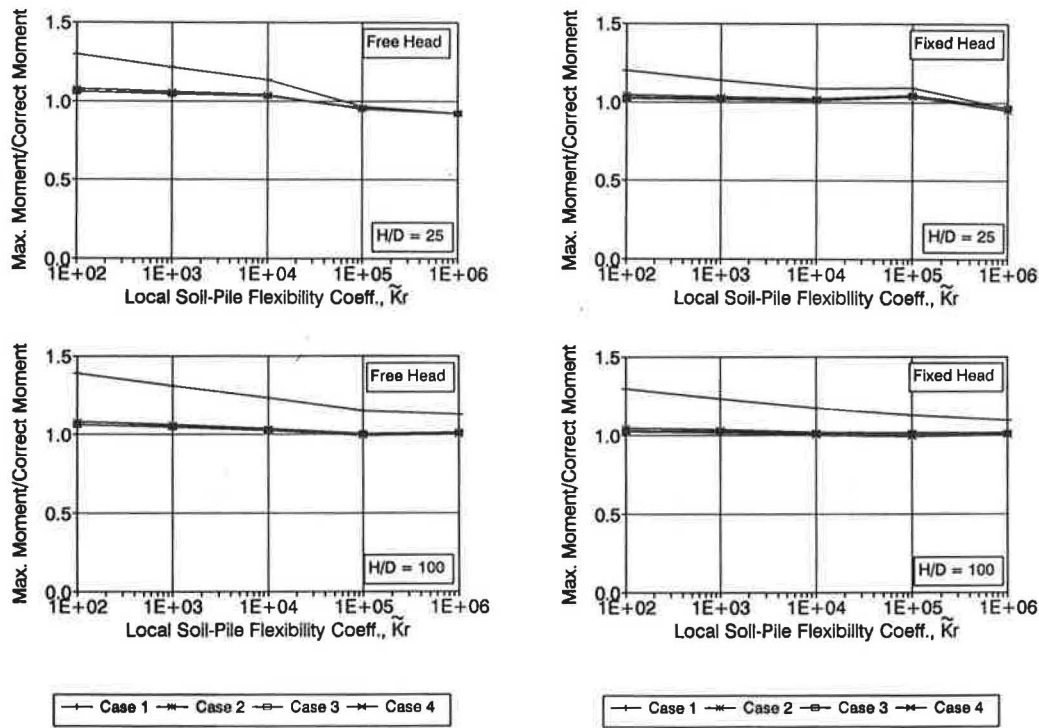 Max. Moment/Correct Moment
1.5
1.0
0.5
0.0
Free Head
H/D = 25
1E+02 1E+03 1E+04 1E+05 1E+06
Local Soil-Pile Flexibility Coeff., K̃r
Max. Moment/Correct Moment
1.5
1.0
0.5
0.0
Fixed Head
H/D = 25
1E+02 1E+03 1E+04 1E+05 1E+06
Local Soil-Pile Flexibility Coeff., K̃r
Max. Moment/Correct Moment
1.5
1.0
0.5
0.0
Free Head
H/D = 100
1E+02 1E+03 1E+04 1E+05 1E+06
Local Soil-Pile Flexibility Coeff., K̃r
Max. Moment/Correct Moment
1.5
1.0
0.5
0.0
Fixed Head
H/D = 100
1E+02 1E+03 1E+04 1E+05 1E+06
Local Soil-Pile Flexibility Coeff., K̃r
Case 1 Case 2 Case 3 Case 4
Case 1 Case 2 Case 3 Case 4